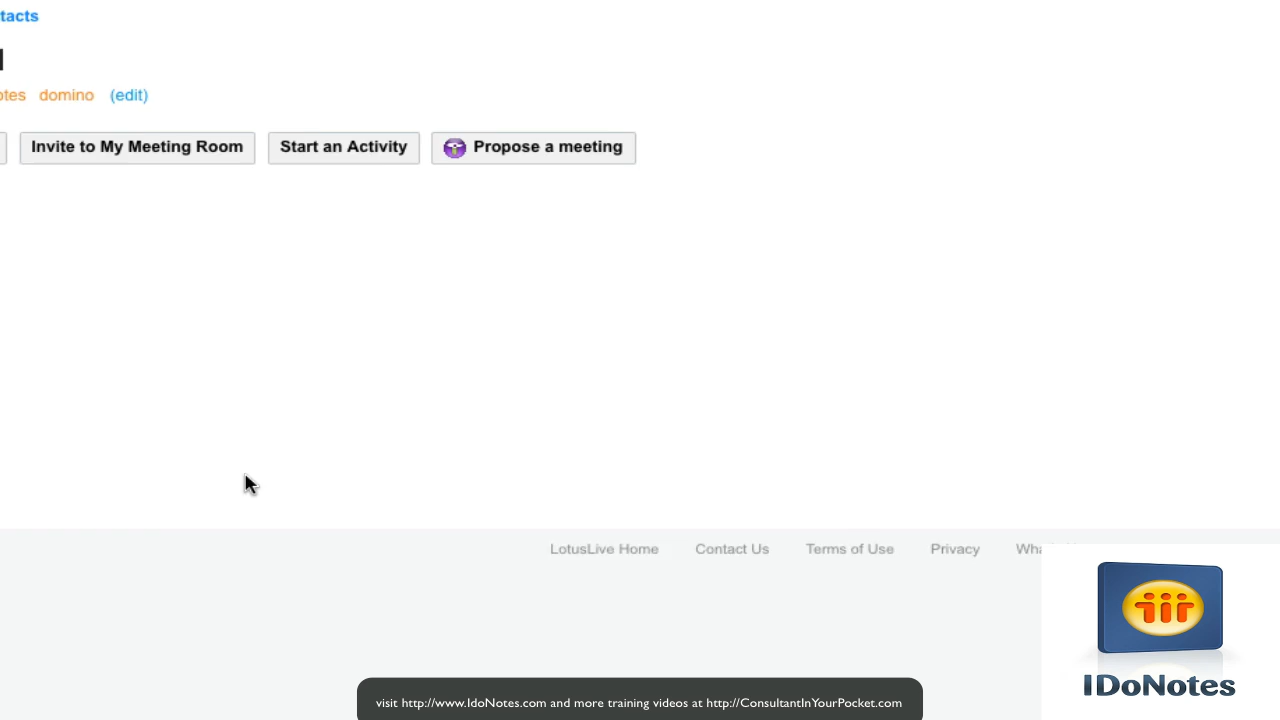 tacts
otes domino (edit)
Invite to My Meeting Room Start an Activity Propose a meeting
LotusLive Home Contact Us Terms of Use Privacy
IDoNotes
visit http://www.IdoNotes.com and more training videos at http://ConsultantInYourPocket.com